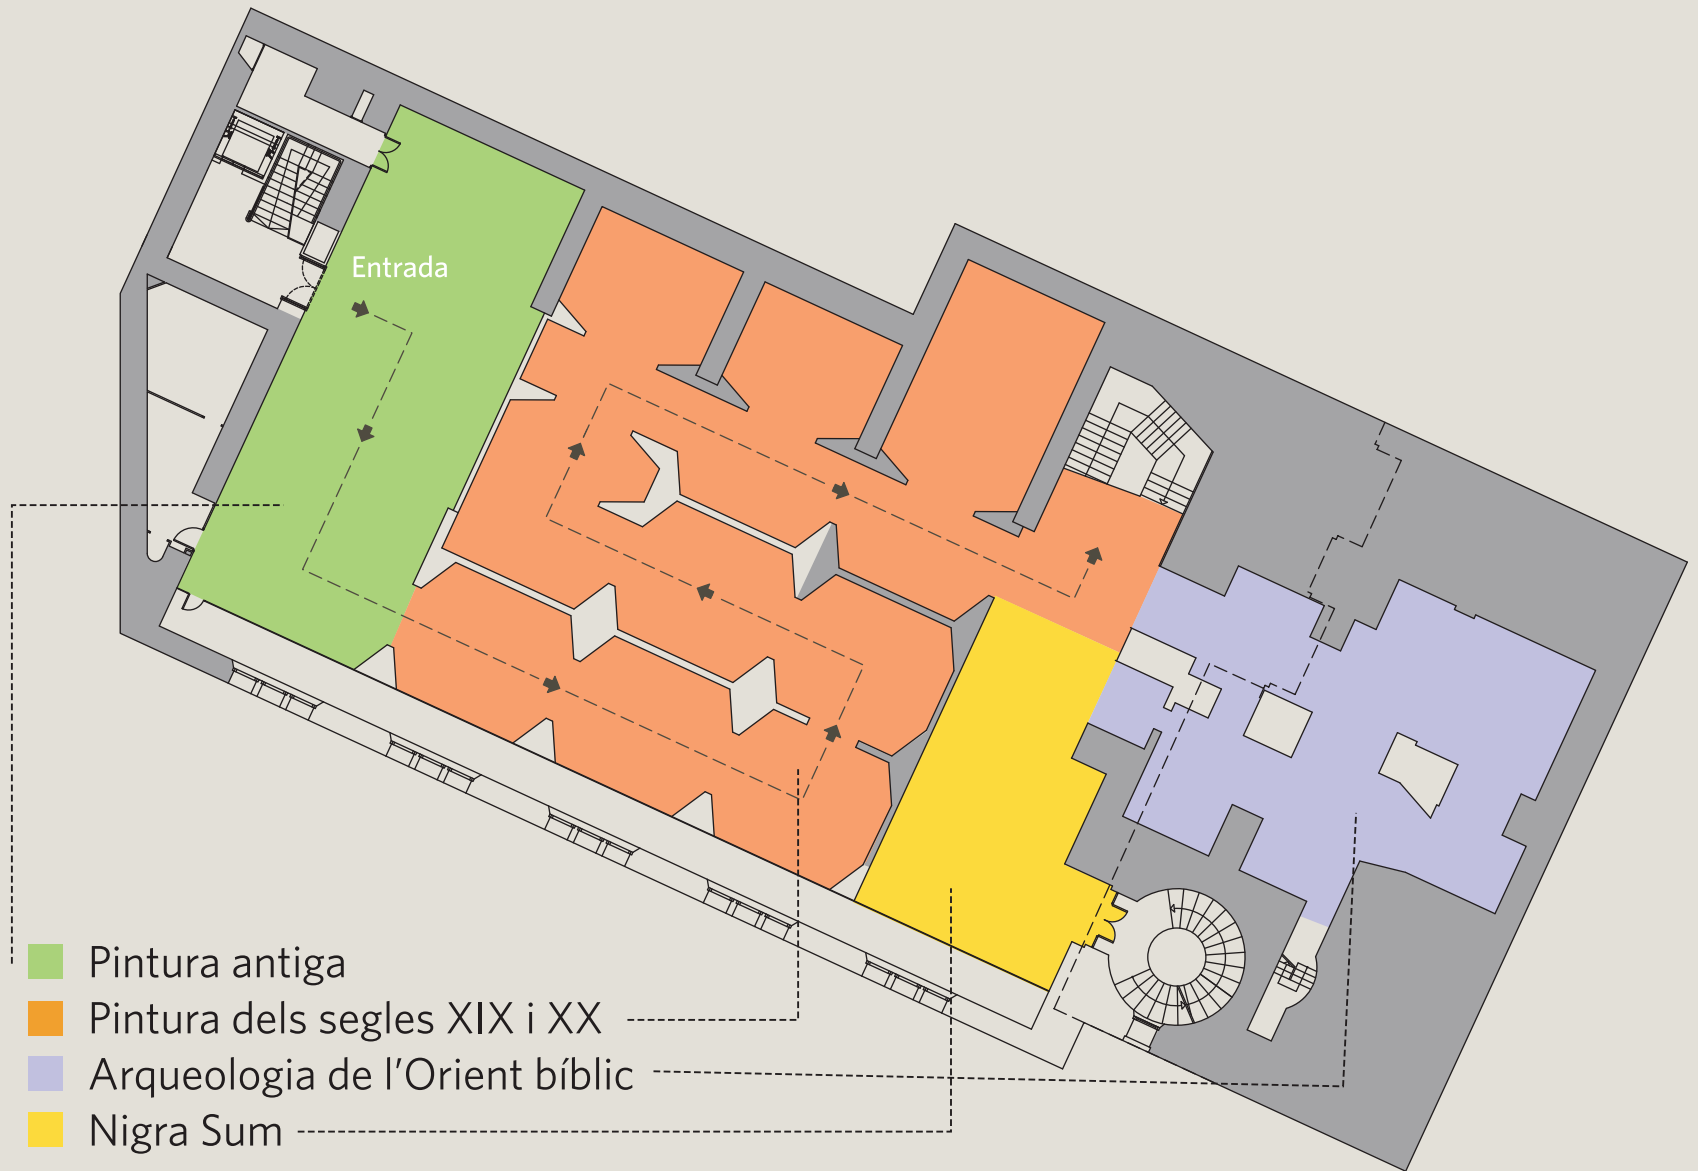 Entrada
Pintura antiga
Pintura dels segles XIX i XX
Arqueologia de l'Orient bíblic
Nigra Sum